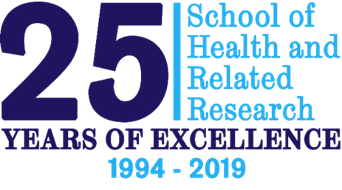 25
School of
Health and
Related
Research
YEARS OF EXCELLENCE
1994 - 2019